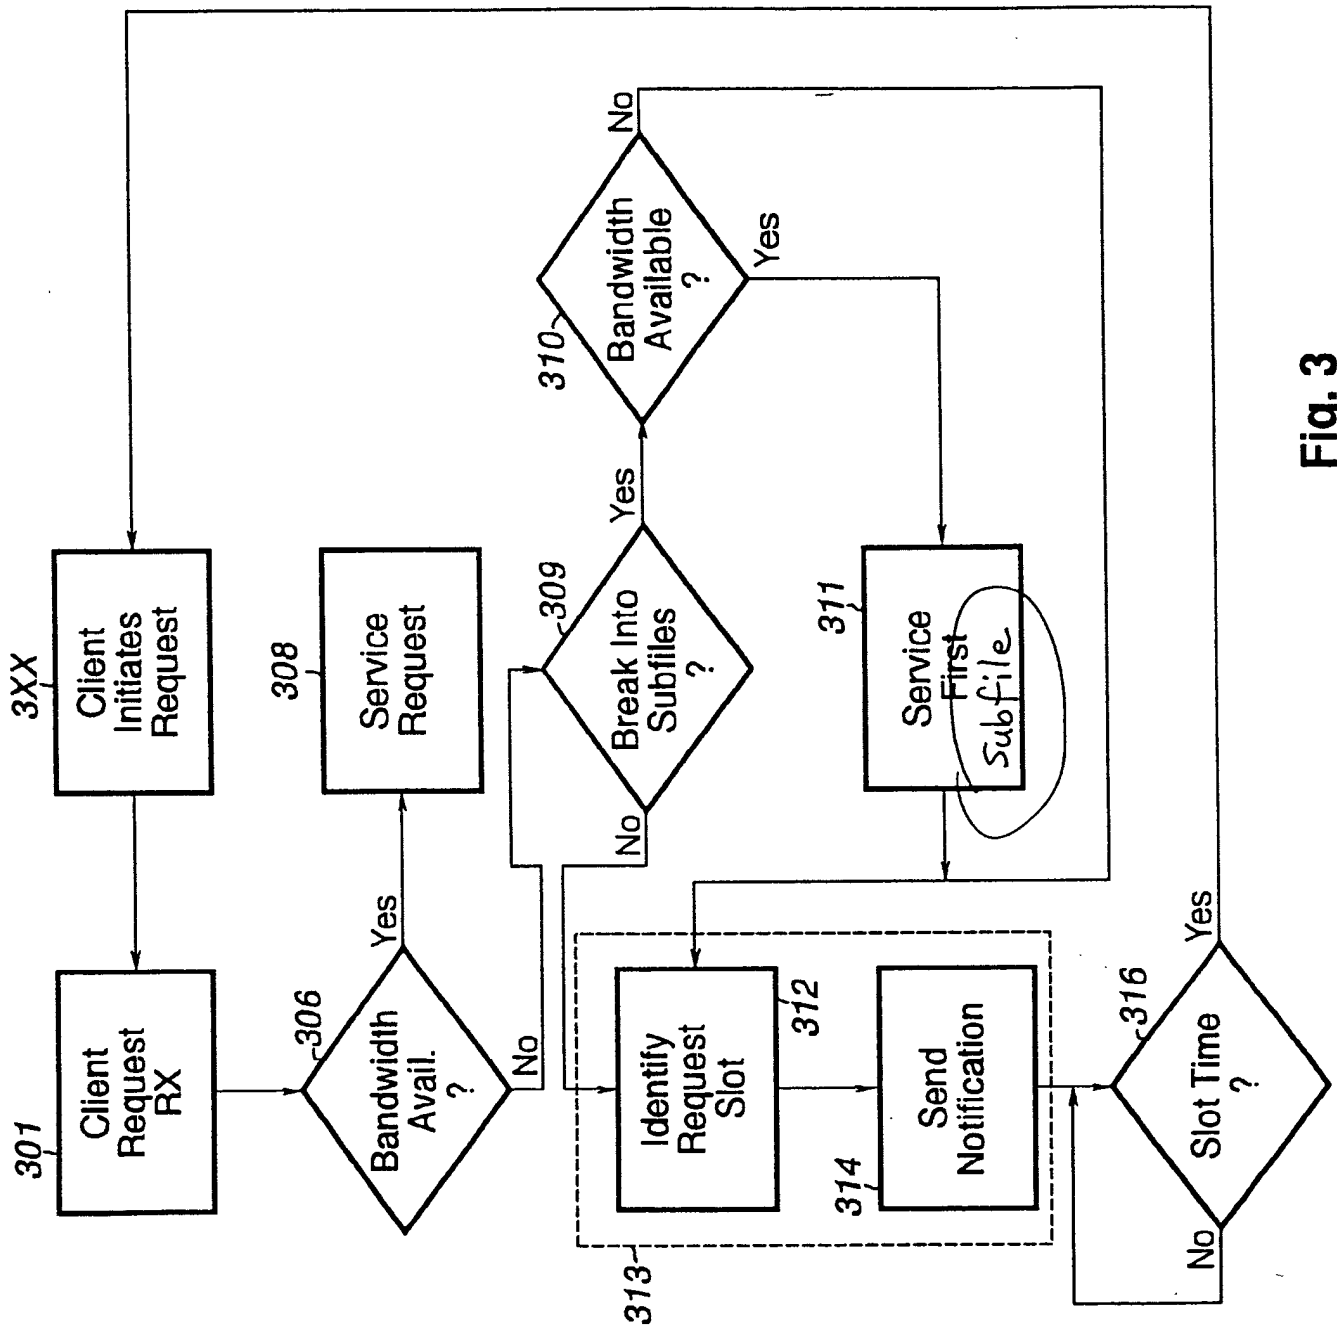 3XX
Client
Initiates
Request
301
Client
Request
RX
306
Bandwidth
Avail.
?
Yes
No
308
Service
Request
309
Break Into
Subfiles
?
Yes
No
310
Bandwidth
Available
?
No
Yes
311
Service
First
Subfile
312
Identify
Request
Slot
313
314
Send
Notification
316
Slot Time
?
Yes
No
Fig. 3